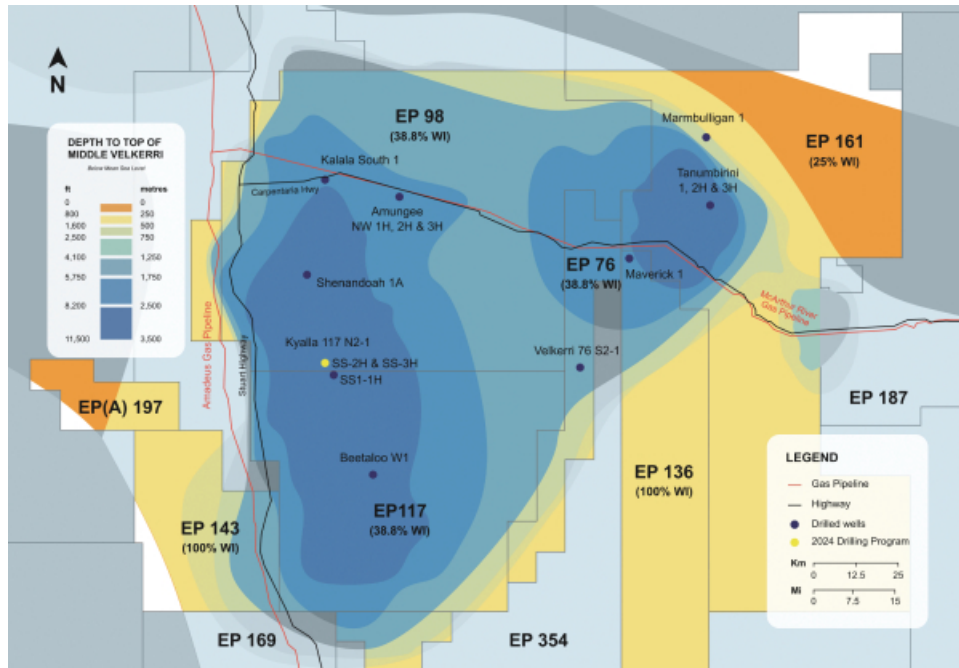 N
DEPTH TO TOP OF
MIDDLE VELKERRI
Below Mean Sea Level
ft
metres
0
0
800
250
1,600
500
2,500
750
4,100
1,250
5,750
1,750
8,200
2,500
11,500
3,500
EP 98
(38.8% WI)
Kalala South 1
Carpentaria Hwy
Amungee
NW 1H, 2H & 3H
Marmbulligan 1
EP 161
(25% WI)
Tanumbirini
1, 2H & 3H
EP 76
(38.8% WI)
Maverick 1
Shenandoah 1A
McArthur River
Gas Pipeline
Amadeus Gas Pipeline
Stuart Highway
Kyalla 117 N2-1
SS-2H & SS-3H
SS1-1H
Velkerri 76 S2-1
EP(A) 197
EP 187
Beetaloo W1
EP117
(38.8% WI)
EP 136
(100% WI)
EP 143
(100% WI)
EP 169
EP 354
LEGEND
Gas Pipeline
Highway
Drilled wells
2024 Drilling Program
Km
0 12.5 25
Mi
0 7.5 15